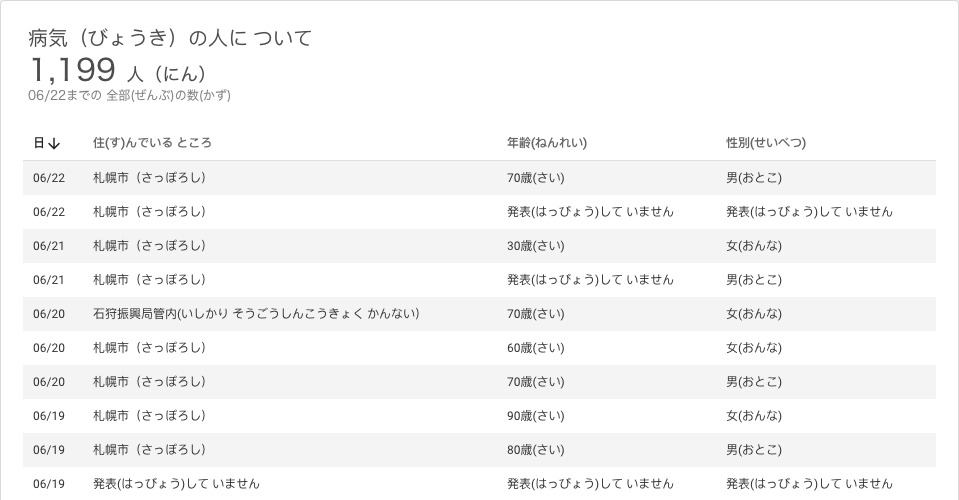 病気（びょうき）の人に ついて
1,199 人（にん）
06/22までの 全部(ぜんぶ)の数(かず)
日↓ 住(す)んでいる ところ 年齢(ねんれい) 性別(せいべつ)
06/22 札幌市（さっぽろし） 70歳(さい) 男(おとこ)
06/22 札幌市（さっぽろし） 発表(はっぴょう)して いません 発表(はっぴょう)して いません
06/21 札幌市（さっぽろし） 30歳(さい) 女(おんな)
06/21 札幌市（さっぽろし） 発表(はっぴょう)して いません 男(おとこ)
06/20 石狩振興局管内(いしかり そうごうしんこうきょく かんない） 70歳(さい) 女(おんな)
06/20 札幌市（さっぽろし） 60歳(さい) 女(おんな)
06/20 札幌市（さっぽろし） 70歳(さい) 男(おとこ)
06/19 札幌市（さっぽろし） 90歳(さい) 女(おんな)
06/19 札幌市（さっぽろし） 80歳(さい) 男(おとこ)
06/19 発表(はっぴょう)して いません 発表(はっぴょう)して いません 発表(はっぴょう)して いません